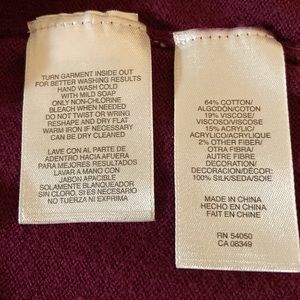 TURN GARMENT INSIDE OUT
FOR BETTER WASHING RESULTS
HAND WASH COLD
WITH MILD SOAP
ONLY NON-CHLORINE
BLEACH WHEN NEEDED
DO NOT TWIST OR WRING
RESHAPE AND DRY FLAT
WARM IRON IF NECESSARY
CAN BE DRY CLEANED
LAVE CON AL PARTE DE
ADENTRO HACIA AFUERA
PARA MEJORES RESULTADO
LAVAR A MANO CON
JABON APACIBLE
SOLAMENTE BLANQUEADOR
SIN CLORO, SI ES NECESARIO
NO TUERZA NI EXPRIMA
64% COTTON/
ALGODON/COTON
19% VISCOSE/
VISCOSO/VISCOSE
15% ACRYLIC/
ACRILICO/ACRYLIQUE
2% OTHER FIBER/
OTRA FIBRA/
AUTRE FIBRE
DECORATION/
DECORACION/DÉCOR:
100% SILK/SEDA/SOIE
MADE IN CHINA
HECHO EN CHINA
FAIT EN CHINE
RN 54050
CA 08349